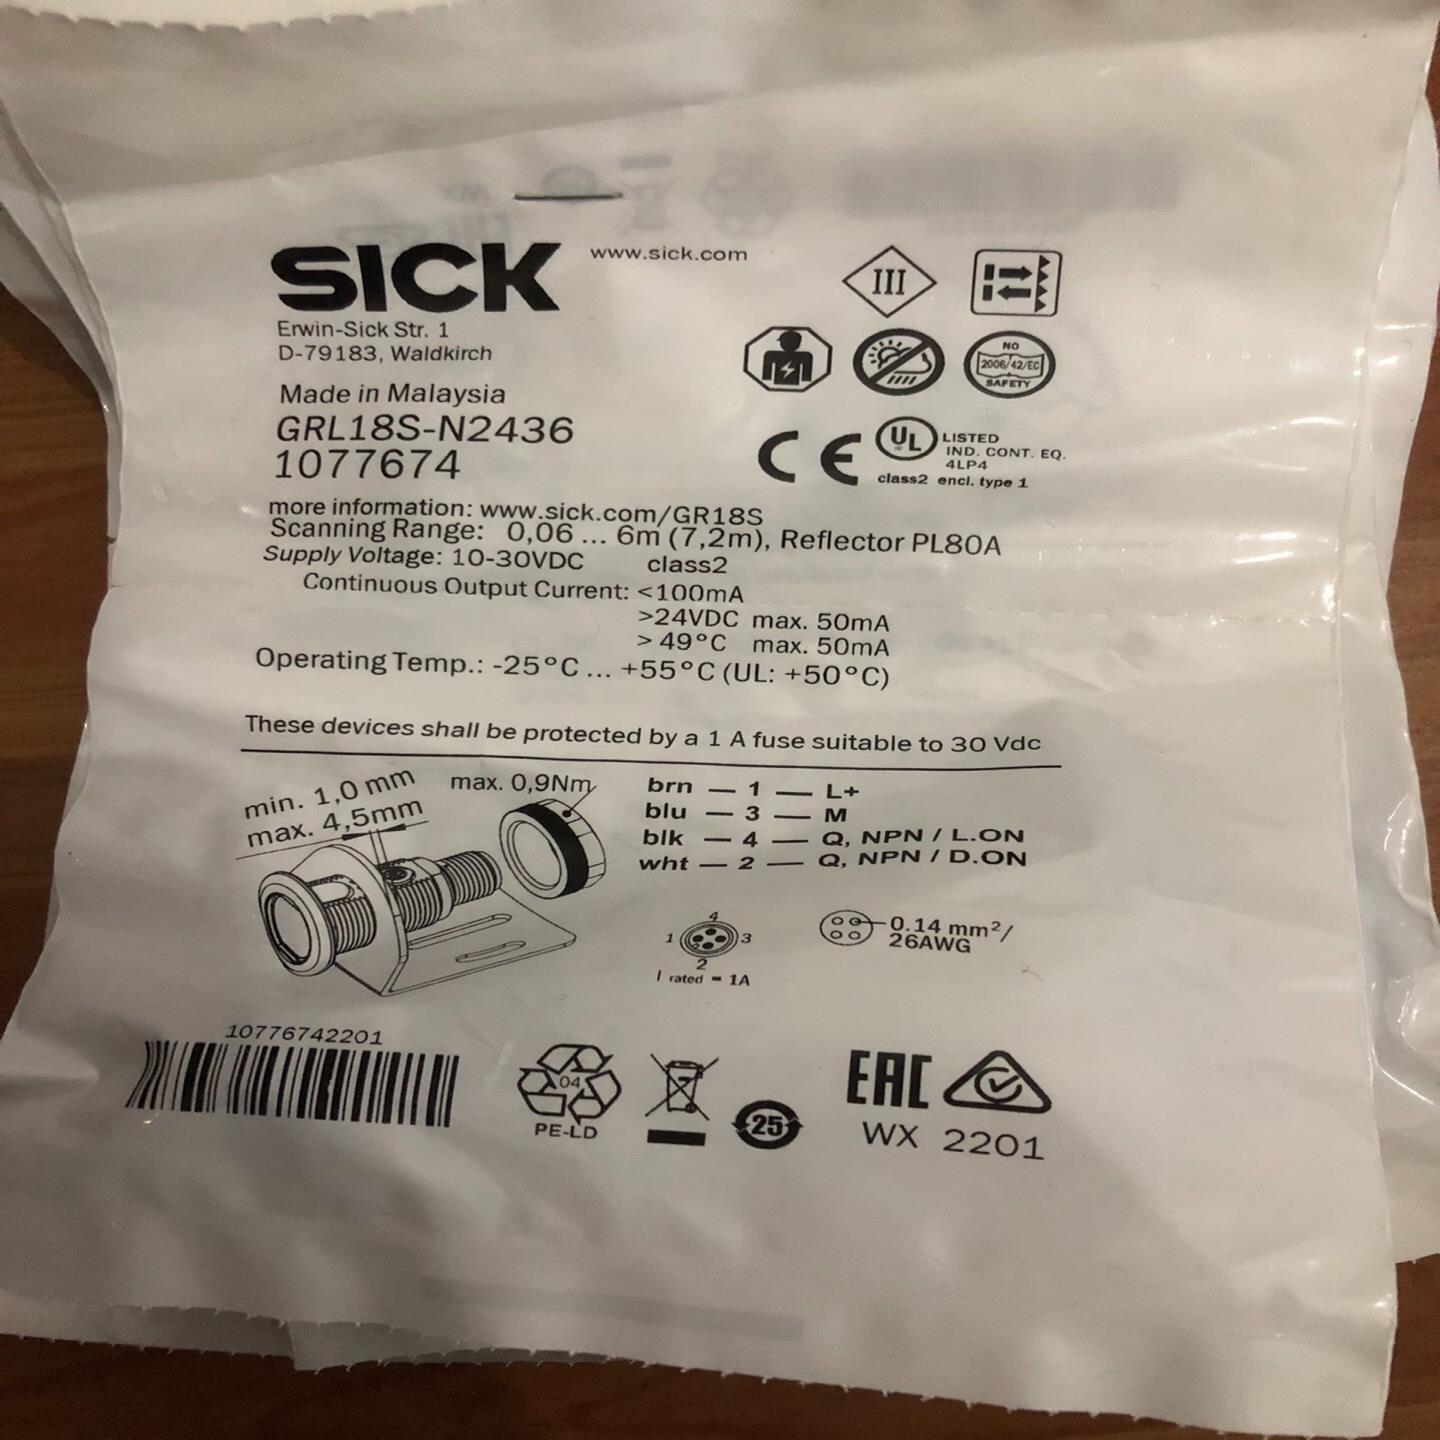 SICK www.sick.com
Erwin-Sick Str. 1
D-79183, Waldkirch
Made in Malaysia
GRL18S-N2436
1077674
III
NO
2006/42/EC
SAFETY
CE
UL LISTED
IND. CONT. EQ.
4LP4
class2 encl. type 1
more information: www.sick.com/GR18S
Scanning Range: 0,06 ... 6m (7,2m), Reflector PL80A
Supply Voltage: 10-30VDC class2
Continuous Output Current: <100mA
>24VDC max. 50mA
> 49°C max. 50mA
Operating Temp.: -25°C ... +55°C (UL: +50°C)
These devices shall be protected by a 1 A fuse suitable to 30 Vdc
min. 1,0 mm
max. 4,5mm
max. 0,9Nm
brn — 1 — L+
blu — 3 — M
blk — 4 — Q, NPN / L.ON
wht — 2 — Q, NPN / D.ON
4
1 3
2
I rated = 1A
0.14 mm²/
26AWG
10776742201
04
PE-LD
25
EAC
WX 2201